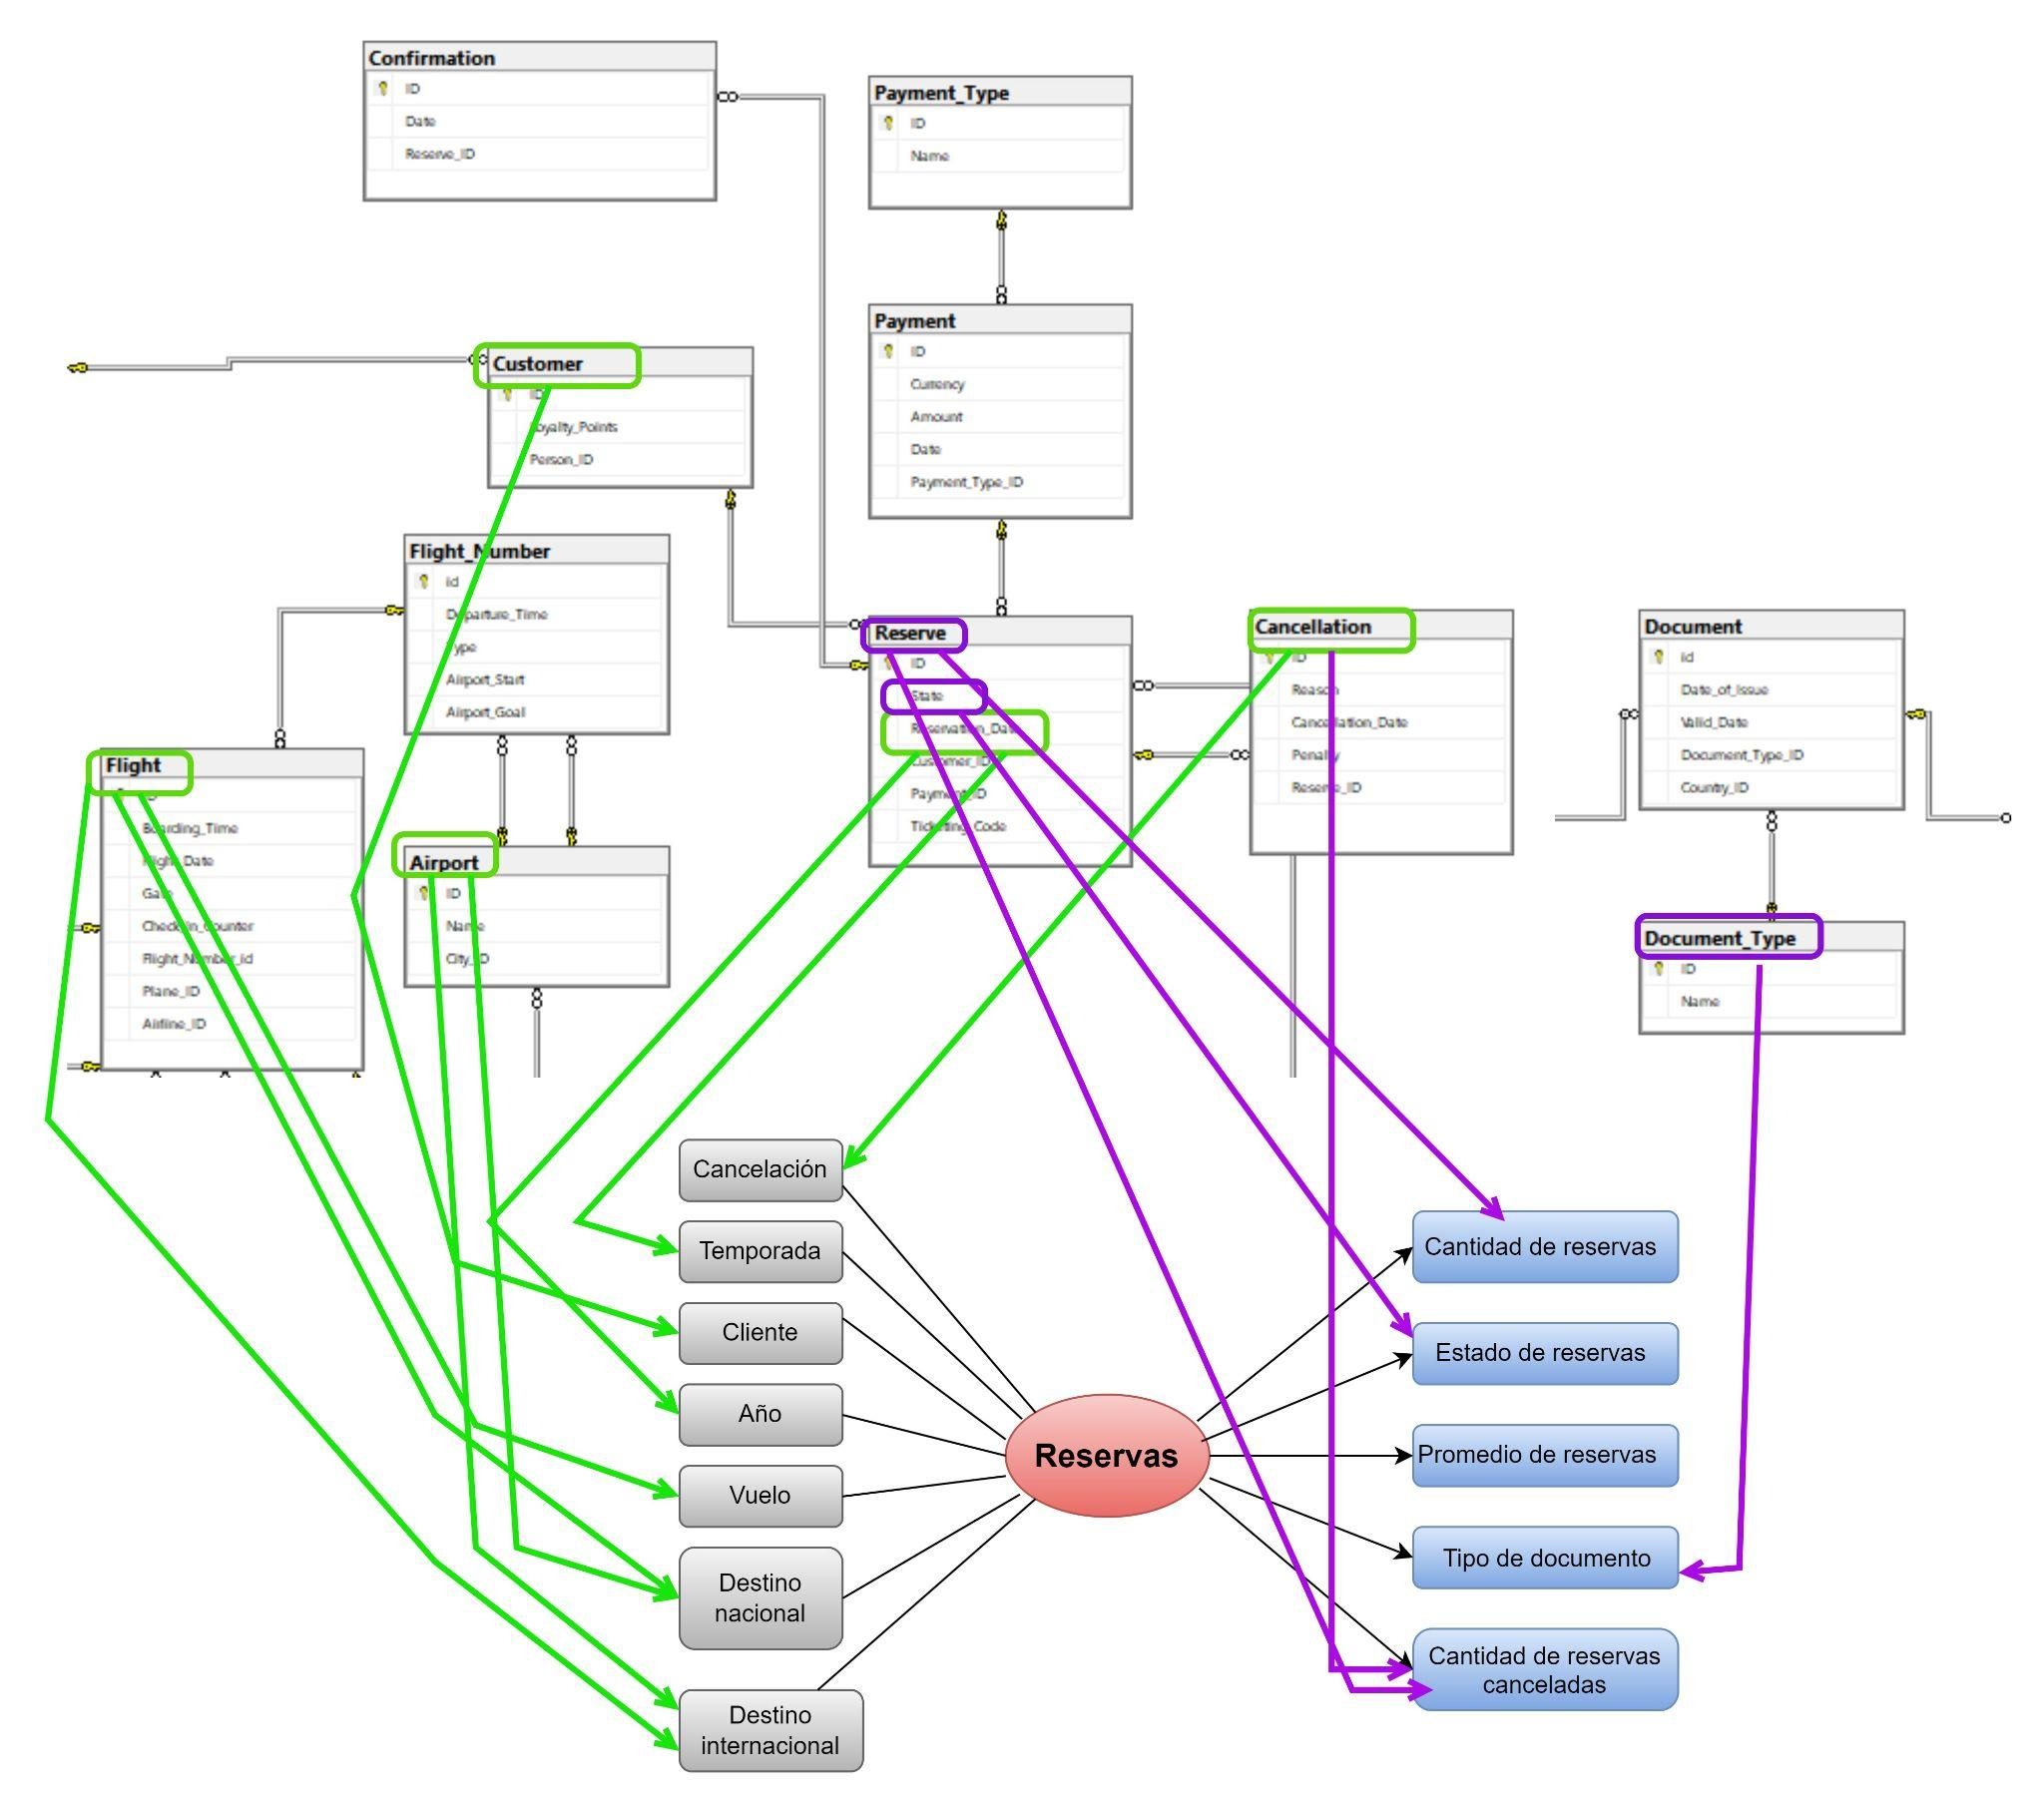 Confirmation
ID
Date
Reserve_ID
Payment_Type
ID
Name
Payment
ID
Currency
Amount
Date
Payment_Type_ID
Customer
ID
Loyalty_Points
Person_ID
Flight_Number
id
Departure_Time
Type
Airport_Start
Airport_Goal
Reserve
ID
State
Reservation_Date
Customer_ID
Payment_ID
Ticketing_Code
Cancellation
ID
Reason
Cancellation_Date
Penalty
Reserve_ID
Document
id
Date_of_Issue
Valid_Date
Document_Type_ID
Country_ID
Flight
ID
Boarding_Time
Flight_Date
Gate
Check_In_Counter
Flight_Number_id
Plane_ID
Airline_ID
Airport
ID
Name
City_ID
Document_Type
ID
Name
Cancelación
Temporada
Cliente
Año
Vuelo
Destino
nacional
Destino
internacional
Reservas
Cantidad de reservas
Estado de reservas
Promedio de reservas
Tipo de documento
Cantidad de reservas
canceladas